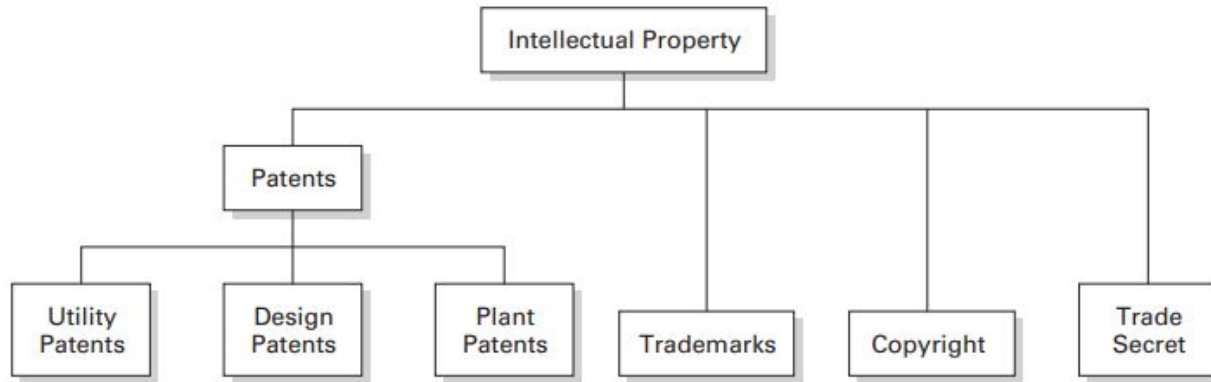 Intellectual Property
Patents
Utility
Patents
Design
Patents
Plant
Patents
Trademarks
Copyright
Trade
Secret